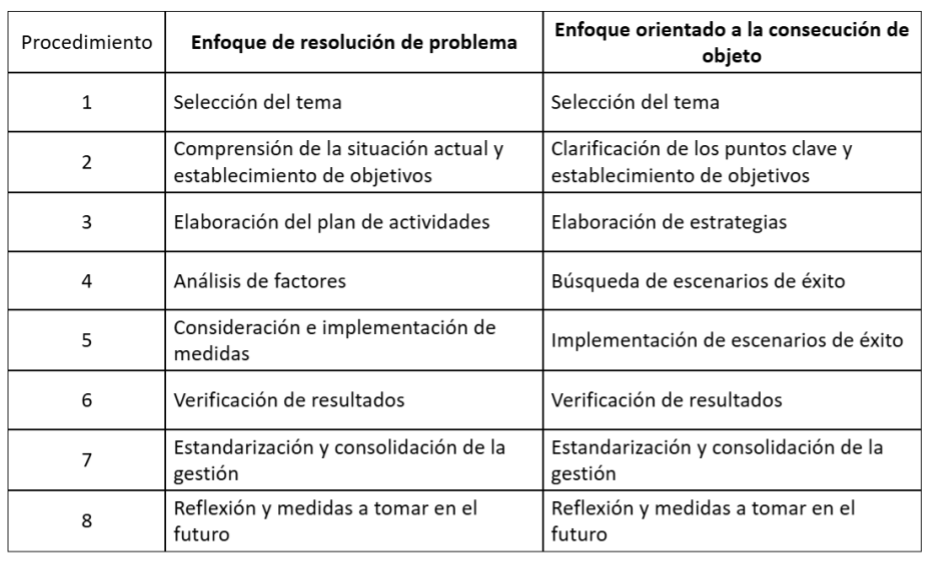 Procedimiento
Enfoque de resolución de problema
Enfoque orientado a la consecución de
objeto
1
Selección del tema
Selección del tema
2
Comprensión de la situación actual y
establecimiento de objetivos
Clarificación de los puntos clave y
establecimiento de objetivos
3
Elaboración del plan de actividades
Elaboración de estrategias
4
Análisis de factores
Búsqueda de escenarios de éxito
5
Consideración e implementación de
medidas
Implementación de escenarios de éxito
6
Verificación de resultados
Verificación de resultados
7
Estandarización y consolidación de la
gestión
Estandarización y consolidación de la
gestión
8
Reflexión y medidas a tomar en el
futuro
Reflexión y medidas a tomar en el
futuro